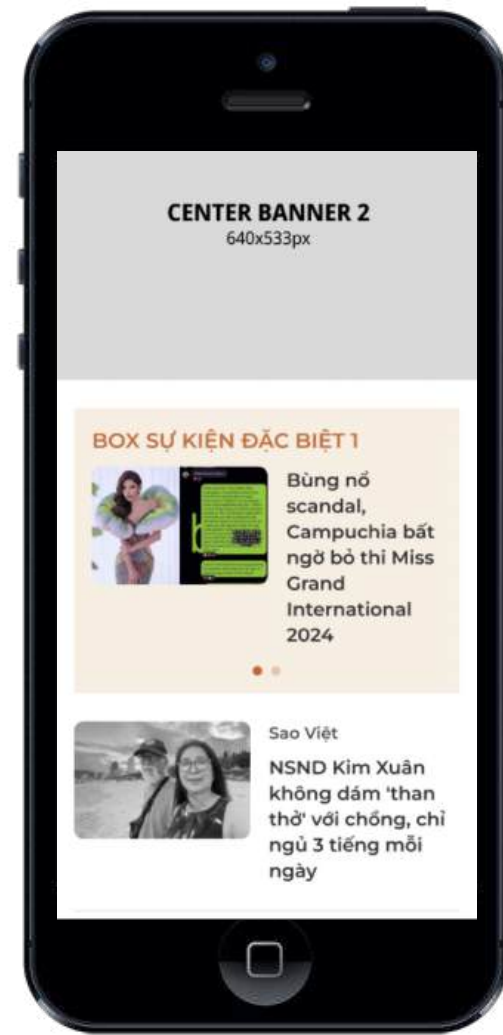 CENTER BANNER 2
640x533px
BOX SỰ KIỆN ĐẶC BIỆT 1
Bùng nổ
scandal,
Campuchia bất
ngờ bỏ thi Miss
Grand
International
2024
Sao Việt
NSND Kim Xuân
không dám 'than
thở' với chồng, chỉ
ngủ 3 tiếng mỗi
ngày